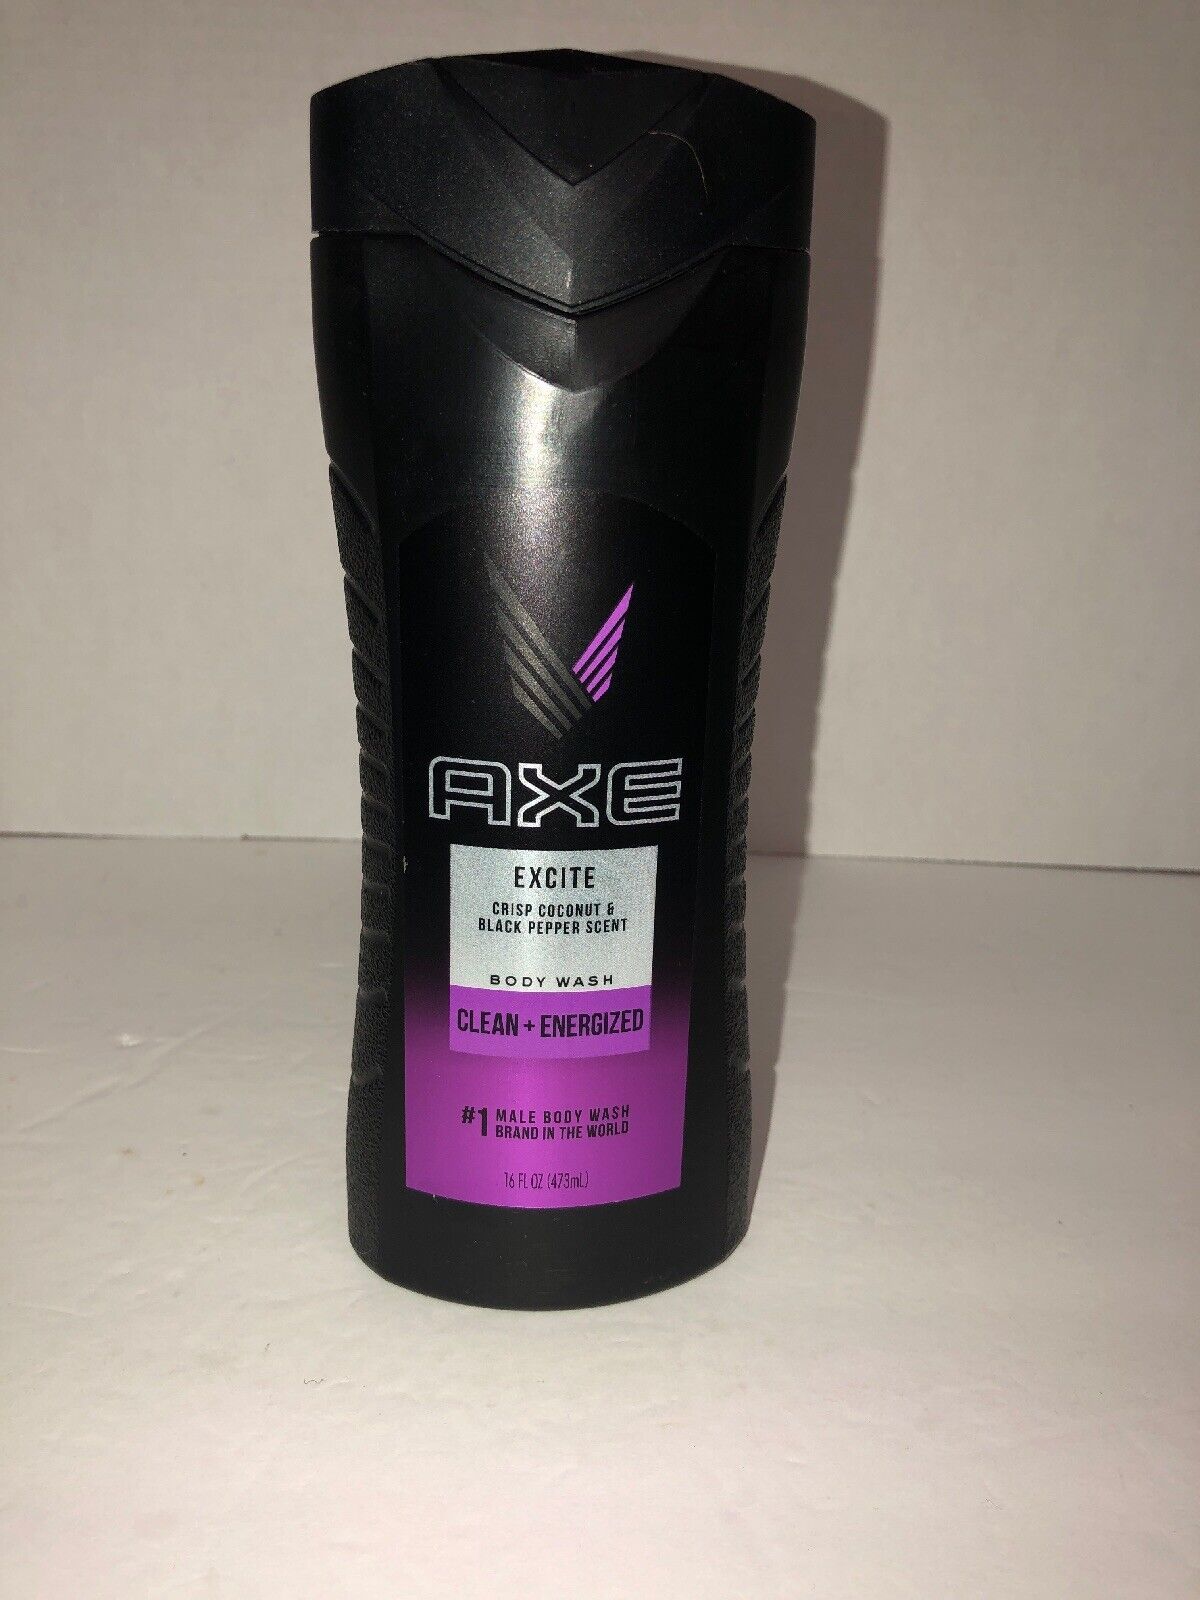 AXE
EXCITE
CRISP COCONUT &
BLACK PEPPER SCENT
BODY WASH
CLEAN + ENERGIZED
#1 MALE BODY WASH
BRAND IN THE WORLD
16 FL OZ (473mL)